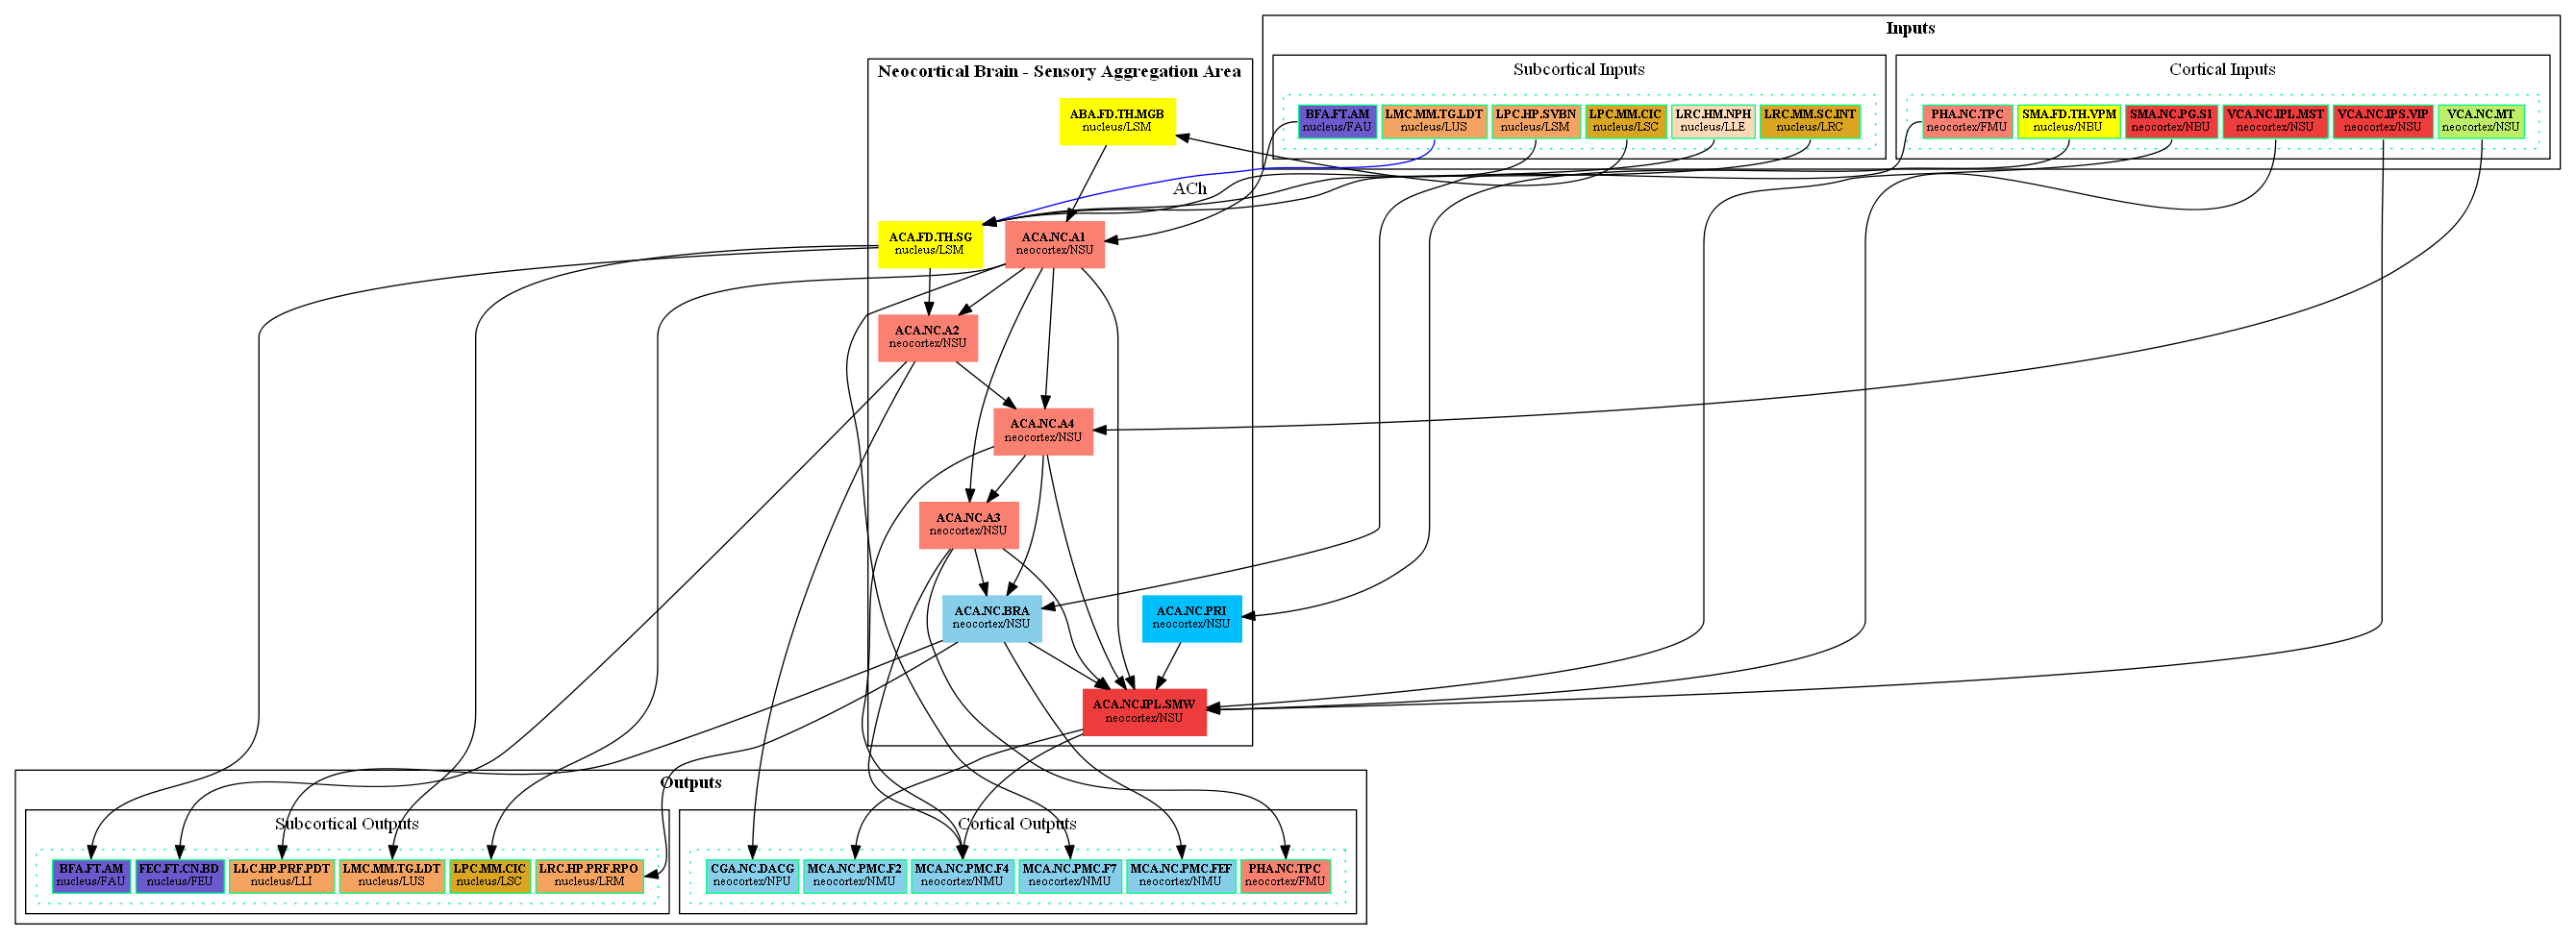 Inputs
Subcortical Inputs
BFA.FT.AM
nucleus/FAU
LMC.MM.TG.LDT
nucleus/LUS
LPC.HP.SVBN
nucleus/LSM
LPC.MM.CIC
nucleus/LSC
LRC.HM.NPH
nucleus/LLE
LRC.MM.SC.INT
nucleus/LRC
Cortical Inputs
PHA.NC.TPC
neocortex/FMU
SMA.FD.TH.VPM
nucleus/NBU
SMA.NC.PG.S1
neocortex/NBU
VCA.NC.IPL.MST
neocortex/NSU
VCA.NC.IPS.VIP
neocortex/NSU
VCA.NC.MT
neocortex/NSU
Neocortical Brain - Sensory Aggregation Area
ABA.FD.TH.MGB
nucleus/LSM
ACh
ACA.FD.TH.SG
nucleus/LSM
ACA.NC.A1
neocortex/NSU
ACA.NC.A2
neocortex/NSU
ACA.NC.A4
neocortex/NSU
ACA.NC.A3
neocortex/NSU
ACA.NC.BRA
neocortex/NSU
ACA.NC.PRI
neocortex/NSU
ACA.NC.IPL.SMW
neocortex/NSU
Outputs
Subcortical Outputs
BFA.FT.AM
nucleus/FAU
FEC.FT.CN.BD
nucleus/FEU
LLC.HP.PRF.PDT
nucleus/LLI
LMC.MM.TG.LDT
nucleus/LUS
LPC.MM.CIC
nucleus/LSC
LRC.HP.PRF.RPO
nucleus/LRM
Cortical Outputs
CGA.NC.DACG
neocortex/NPU
MCA.NC.PMC.F2
neocortex/NMU
MCA.NC.PMC.F4
neocortex/NMU
MCA.NC.PMC.F7
neocortex/NMU
MCA.NC.PMC.FEF
neocortex/NMU
PHA.NC.TPC
neocortex/FMU